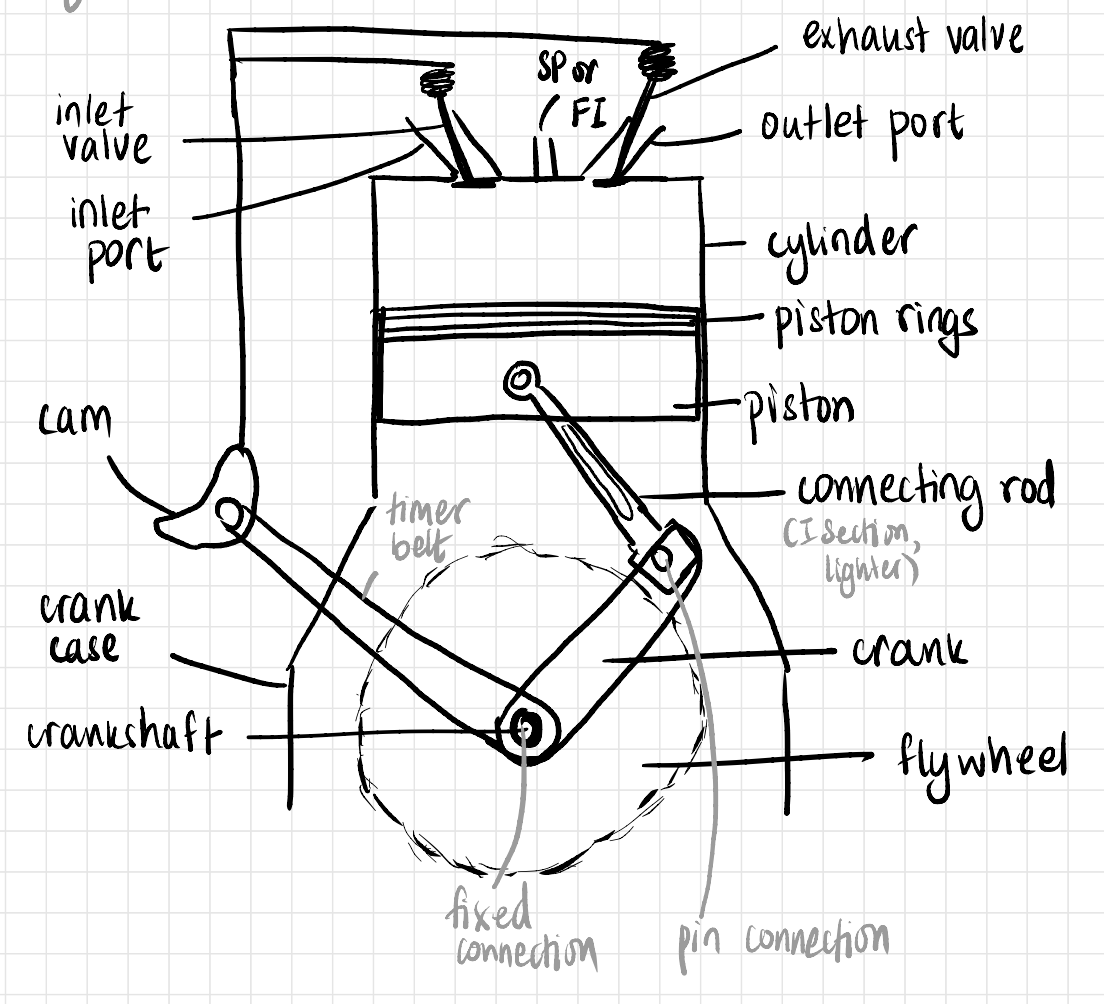 exhaust valve
SP or
FI
inlet
valve
outlet port
inlet
port
cylinder
piston rings
cam
piston
timer
belt
connecting rod
(I section,
lighter)
crank
case
crank
crankshaft
flywheel
fixed
connection
pin connection